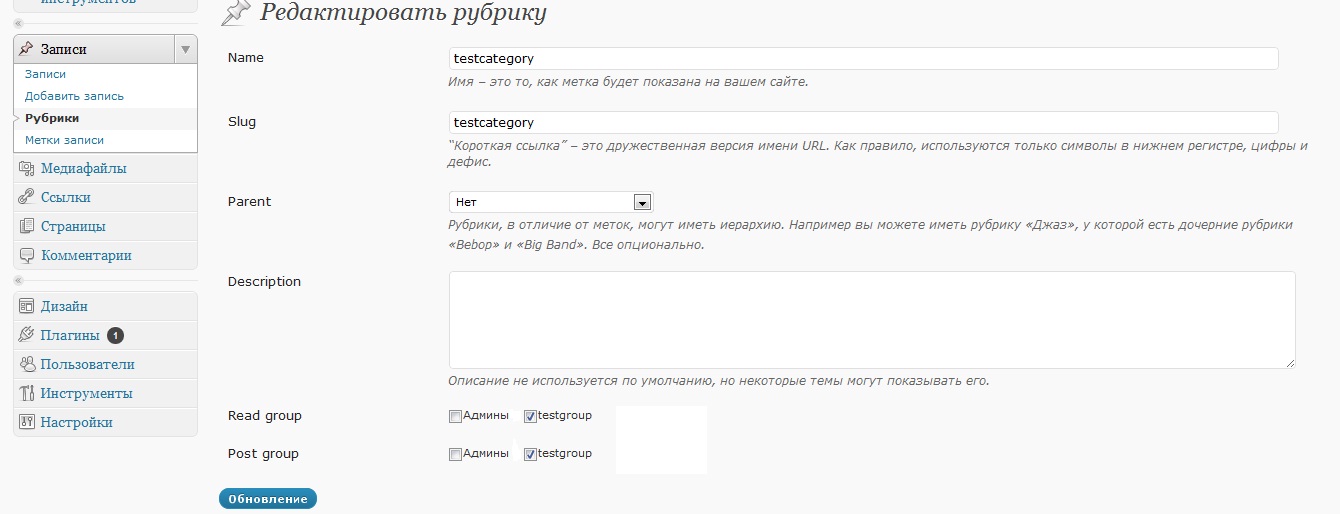 инструментов
Редактировать рубрику
Записи
Записи
Добавить запись
Рубрики
Метки записи
Медиафайлы
Ссылки
Страницы
Комментарии
Дизайн
Плагины 1
Пользователи
Инструменты
Настройки
Name
testcategory
Имя – это то, как метка будет показана на вашем сайте.
Slug
testcategory
“Короткая ссылка” – это дружественная версия имени URL. Как правило, используются только символы в нижнем регистре, цифры и
дефис.
Parent
Нет
Рубрики, в отличие от меток, могут иметь иерархию. Например вы можете иметь рубрику «Джаз», у которой есть дочерние рубрики
«Bebop» и «Big Band». Все опционально.
Description
Описание не используется по умолчанию, но некоторые темы могут показывать его.
Read group Админы testgroup
Post group Админы testgroup
Обновление